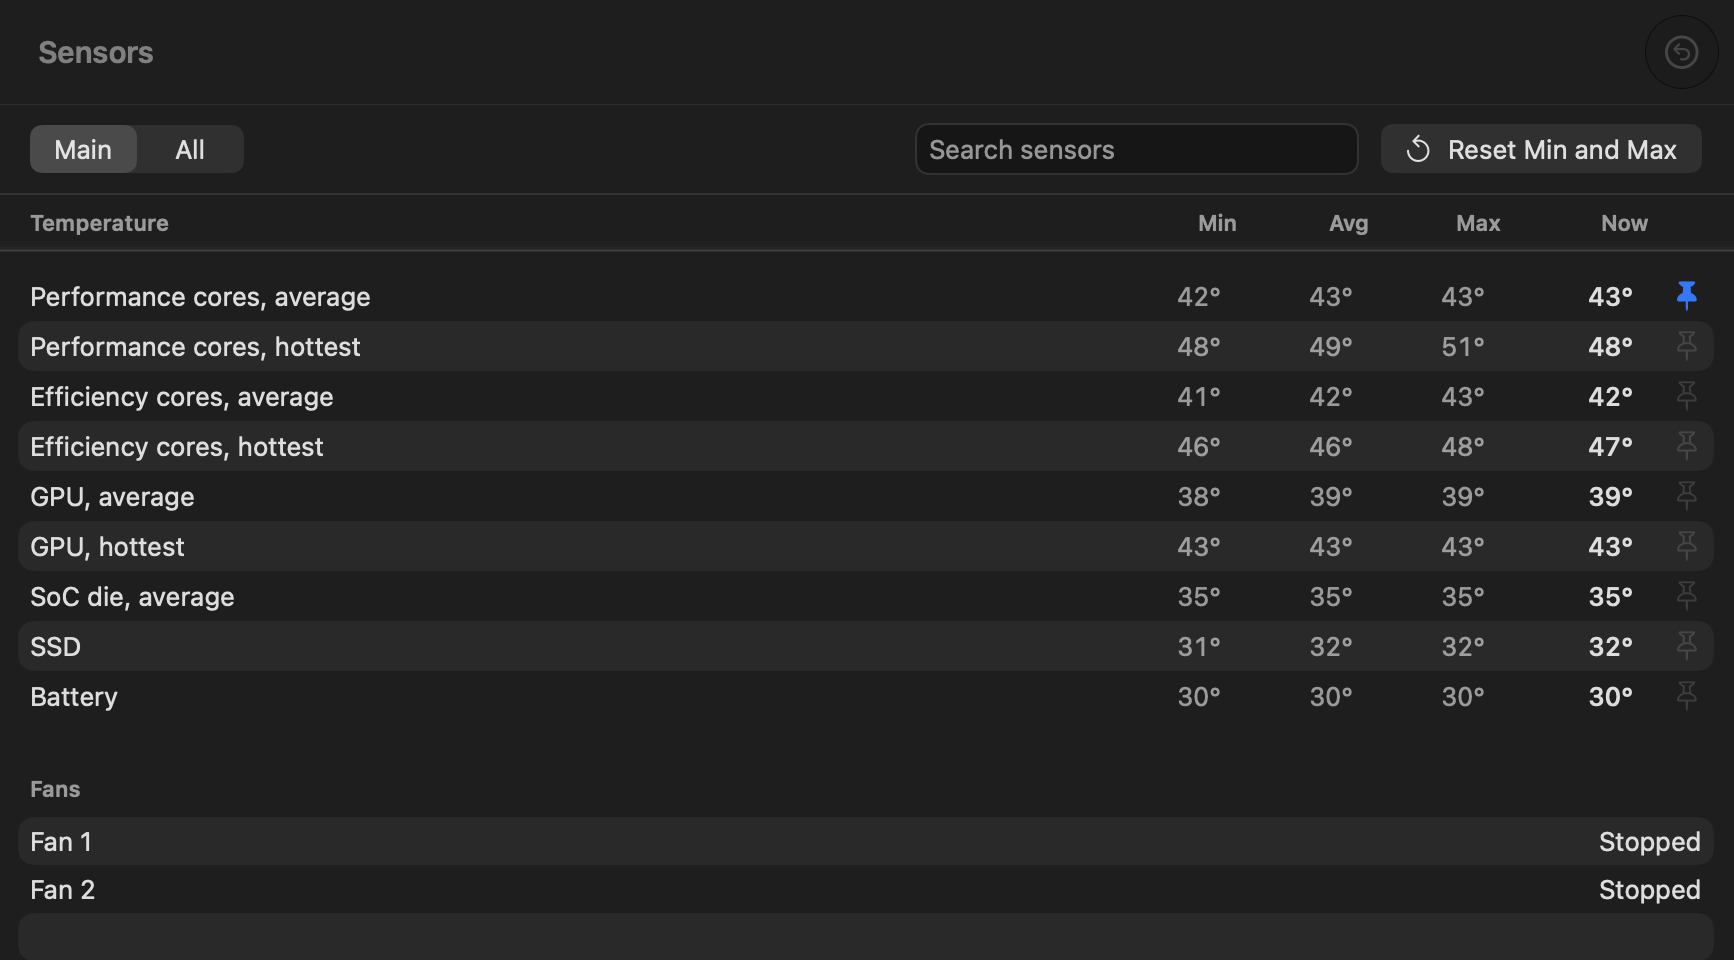 Sensors
Main All Search sensors Reset Min and Max
Temperature Min Avg Max Now
Performance cores, average 42° 43° 43° 43°
Performance cores, hottest 48° 49° 51° 48°
Efficiency cores, average 41° 42° 43° 42°
Efficiency cores, hottest 46° 46° 48° 47°
GPU, average 38° 39° 39° 39°
GPU, hottest 43° 43° 43° 43°
SoC die, average 35° 35° 35° 35°
SSD 31° 32° 32° 32°
Battery 30° 30° 30° 30°
Fans
Fan 1 Stopped
Fan 2 Stopped